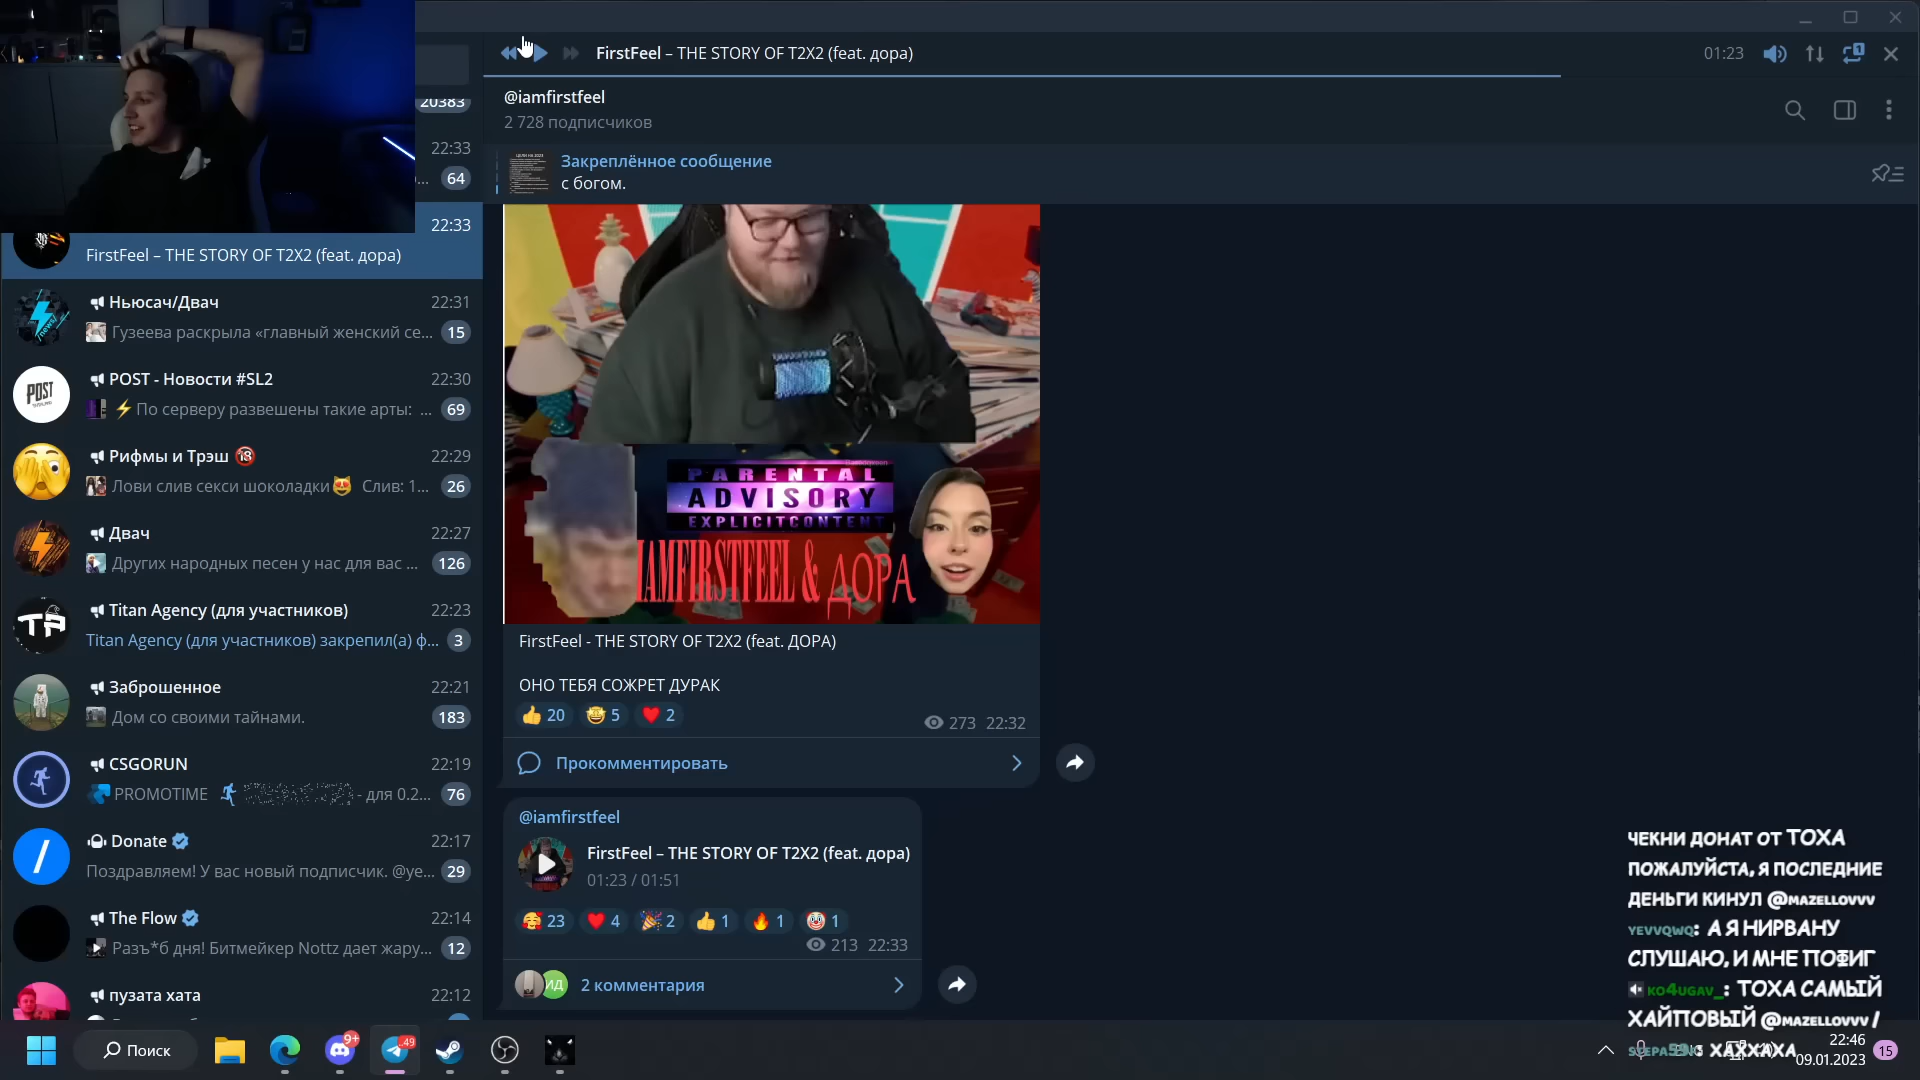 FirstFeel – THE STORY OF T2X2 (feat. дора)
01:23
@iamfirstfeel
2 728 подписчиков
Закреплённое сообщение
с богом.
20383
22:33
64
22:33
FirstFeel – THE STORY OF T2X2 (feat. дора)
Ньюсач/Двач
22:31
Гузеева раскрыла «главный женский се...
15
POST - Новости #SL2
22:30
По серверу развешены такие арты: ...
69
Рифмы и Трэш
22:29
Лови слив секси шоколадки Слив: 1...
26
Двач
22:27
Других народных песен у нас для вас ...
126
Titan Agency (для участников)
22:23
Titan Agency (для участников) закрепил(а) ф...
3
Заброшенное
22:21
Дом со своими тайнами.
183
CSGORUN
22:19
PROMOTIME
- для 0.2...
76
Donate
22:17
Поздравляем! У вас новый подписчик. @ye...
29
The Flow
22:14
Разъ*б дня! Битмейкер Nottz дает жару...
12
пузата хата
22:12
POST
PARENTAL
ADVISORY
EXPLICITCONTENT
IAMFIRSTFEEL & ДОРА
FirstFeel - THE STORY OF T2X2 (feat. ДОРА)
ОНО ТЕБЯ СОЖРЕТ ДУРАК
20
5
2
273 22:32
Прокомментировать
@iamfirstfeel
FirstFeel – THE STORY OF T2X2 (feat. дора)
01:23 / 01:51
23
4
2
1
1
1
213 22:33
ИД
2 комментария
ЧЕКНИ ДОНАТ ОТ ТОХА
ПОЖАЛУЙСТА, Я ПОСЛЕДНИЕ
ДЕНЬГИ КИНУЛ @MAZELLOVVV
YEVVQWQ: А Я НИРВАНУ
СЛУШАЮ, И МНЕ ПОФИГ
KO4UGAV_: ТОХА САМЫЙ
ХАЙПОВЫЙ @MAZELLOVVV /
ХАХХАХА
Поиск
9+
49
22:46
09.01.2023
15